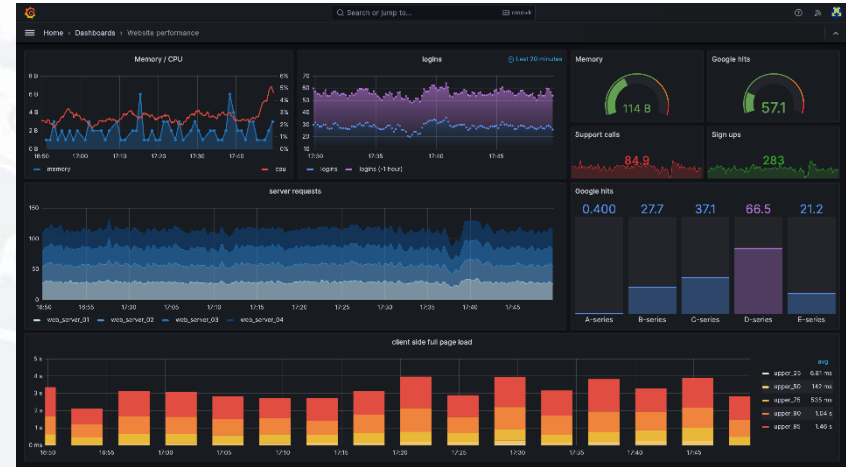 Search or jump to...
cmd+k
Home › Dashboards › Website performance
Memory / CPU
logins
Last 20 minutes
Memory
Google hits
8 B
6 B
4 B
2 B
0 B
6%
5%
4%
3%
2%
1%
0%
16:50 17:00 17:10 17:20 17:30 17:40
memory
cpu
70
60
50
40
30
20
10
17:30 17:35 17:40 17:45
logins logins (-1 hour)
114 B
57.1
Support calls
Sign ups
84.9
283
server requests
150
100
50
0
16:50 16:55 17:00 17:05 17:10 17:15 17:20 17:25 17:30 17:35 17:40 17:45
web_server_01 web_server_02 web_server_03 web_server_04
Google hits
0.400 27.7 37.1 66.5 21.2
A-series B-series C-series D-series E-series
client side full page load
5 s
4 s
3 s
2 s
1 s
0 ms
16:50 16:55 17:00 17:05 17:10 17:15 17:20 17:25 17:30 17:35 17:40 17:45
avg
upper_25 6.81 ms
upper_50 142 ms
upper_75 535 ms
upper_80 1.04 s
upper_85 1.46 s